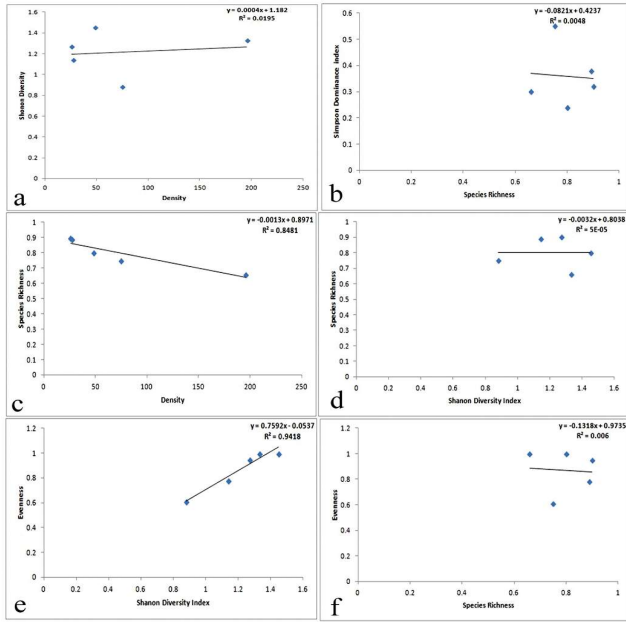 y = 0.0004x + 1.182
R² = 0.0195
1.6
1.4
1.2
1
0.8
0.6
0.4
0.2
0
Shanon Diversity
0 50 100 150 200 250
Density
a
y = -0.0821x + 0.4237
R² = 0.0048
0.6
0.5
0.4
0.3
0.2
0.1
0
Simpson Dominance Index
0 0.2 0.4 0.6 0.8 1
Species Richness
b
y = -0.0013x + 0.8971
R² = 0.8481
1
0.9
0.8
0.7
0.6
0.5
0.4
0.3
0.2
0.1
0
Species Richness
0 50 100 150 200 250
Density
c
y = -0.0032x + 0.8038
R² = 5E-05
1
0.9
0.8
0.7
0.6
0.5
0.4
0.3
0.2
0.1
0
Species Richness
0 0.2 0.4 0.6 0.8 1 1.2 1.4 1.6
Shanon Diversity Index
d
y = 0.7592x - 0.0537
R² = 0.9418
1.2
1
0.8
0.6
0.4
0.2
0
Evenness
0 0.2 0.4 0.6 0.8 1 1.2 1.4 1.6
Shanon Diversity Index
e
y = -0.1318x + 0.9735
R² = 0.006
1.2
1
0.8
0.6
0.4
0.2
0
Evenness
0 0.2 0.4 0.6 0.8 1
Species Richness
f